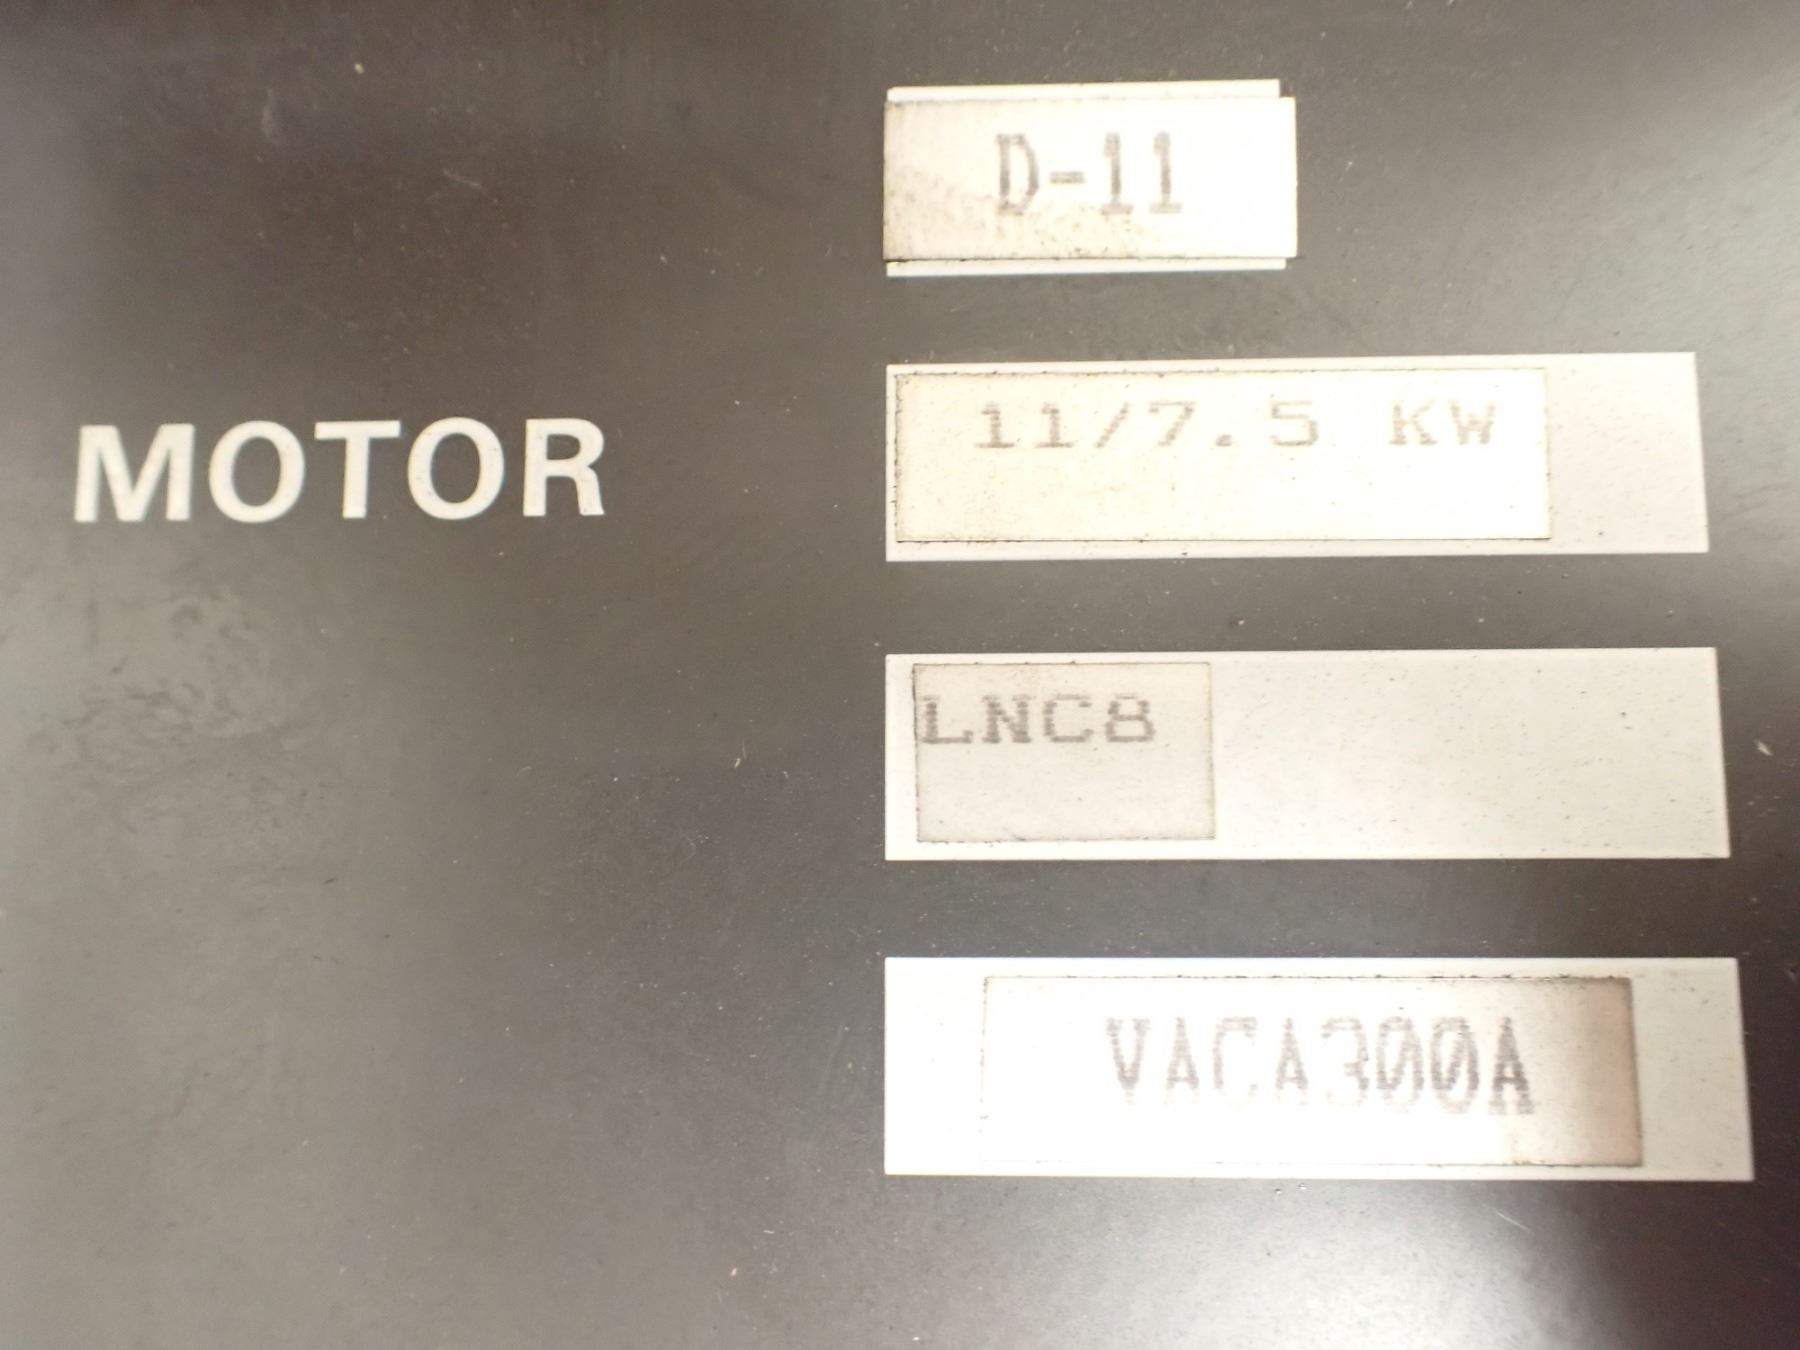 D-11
MOTOR 11/7.5 KW
LNC8
VACA300A